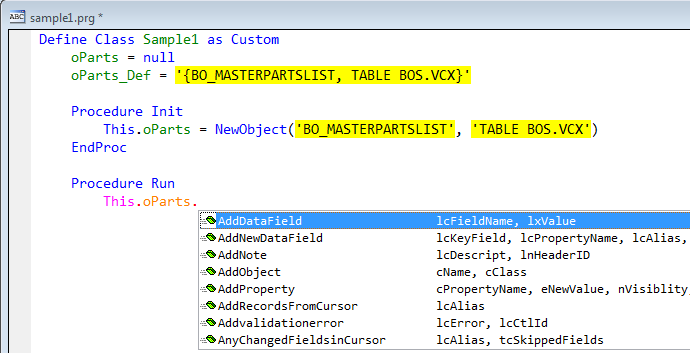 ABC sample1.prg *
Define Class Sample1 as Custom
oParts = null
oParts_Def = '{BO_MASTERPARTSLIST, TABLE BOS.VCX}'
Procedure Init
This.oParts = NewObject('BO_MASTERPARTSLIST', 'TABLE BOS.VCX')
EndProc
Procedure Run
This.oParts.
AddDataField lcFieldName, lxValue
AddNewDataField lcKeyField, lcPropertyName, lcAlias,
AddNote lcDescript, lnHeaderID
AddObject cName, cClass
AddProperty cPropertyName, eNewValue, nVisiblity,
AddRecordsFromCursor lcAlias
Addvalidationerror lcError, lcCtlId
AnyChangedFieldsinCursor lcAlias, tcSkippedFields